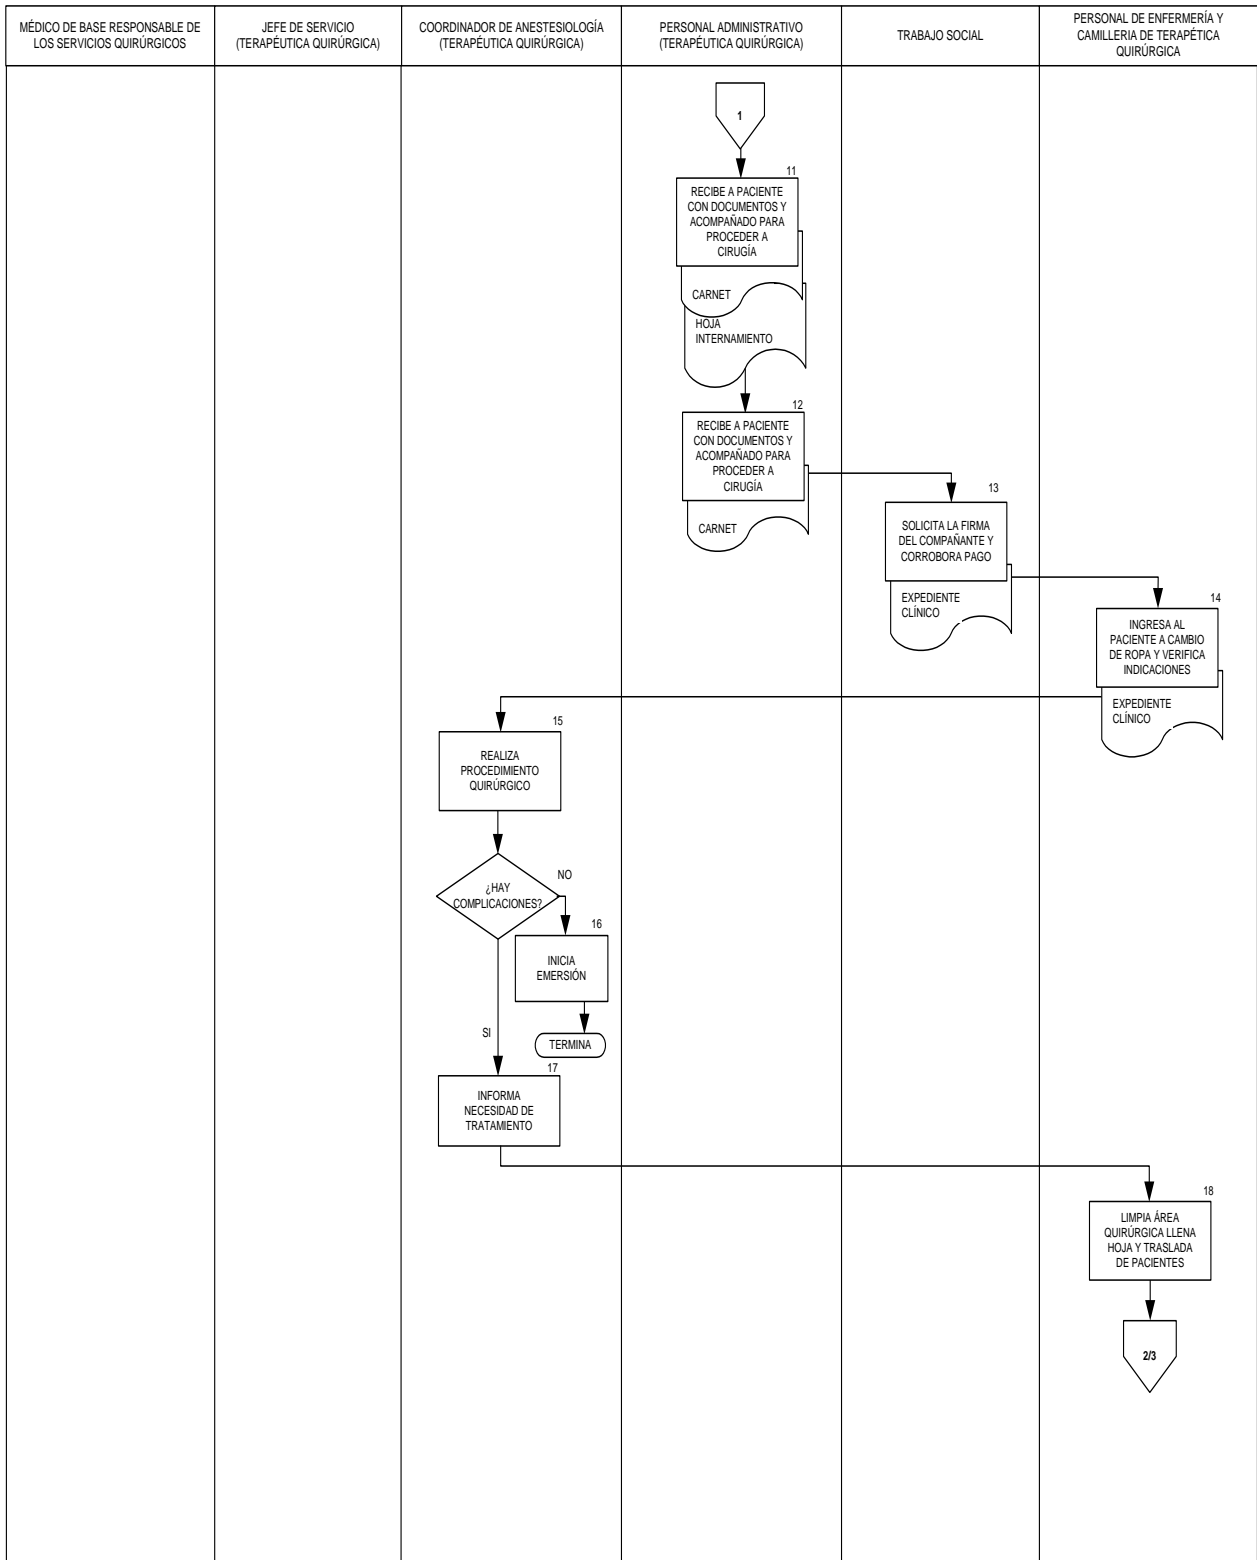 MÉDICO DE BASE RESPONSABLE DE
LOS SERVICIOS QUIRÚRGICOS
JEFE DE SERVICIO
(TERAPÉUTICA QUIRÚRGICA)
COORDINADOR DE ANESTESIOLOGÍA
(TERAPÉUTICA QUIRÚRGICA)
PERSONAL ADMINISTRATIVO
(TERAPÉUTICA QUIRÚRGICA)
TRABAJO SOCIAL
PERSONAL DE ENFERMERÍA Y
CAMILLERIA DE TERAPÉTICA
QUIRÚRGICA
1
11
RECIBE A PACIENTE
CON DOCUMENTOS Y
ACOMPAÑADO PARA
PROCEDER A
CIRUGÍA
CARNET
HOJA
INTERNAMIENTO
12
RECIBE A PACIENTE
CON DOCUMENTOS Y
ACOMPAÑADO PARA
PROCEDER A
CIRUGÍA
CARNET
13
SOLICITA LA FIRMA
DEL COMPAÑANTE Y
CORROBORA PAGO
EXPEDIENTE
CLÍNICO
14
INGRESA AL
PACIENTE A CAMBIO
DE ROPA Y VERIFICA
INDICACIONES
EXPEDIENTE
CLÍNICO
15
REALIZA
PROCEDIMIENTO
QUIRÚRGICO
¿HAY
COMPLICACIONES?
NO
16
INICIA
EMERSIÓN
TERMINA
SI
17
INFORMA
NECESIDAD DE
TRATAMIENTO
18
LIMPIA ÁREA
QUIRÚRGICA LLENA
HOJA Y TRASLADA
DE PACIENTES
2/3